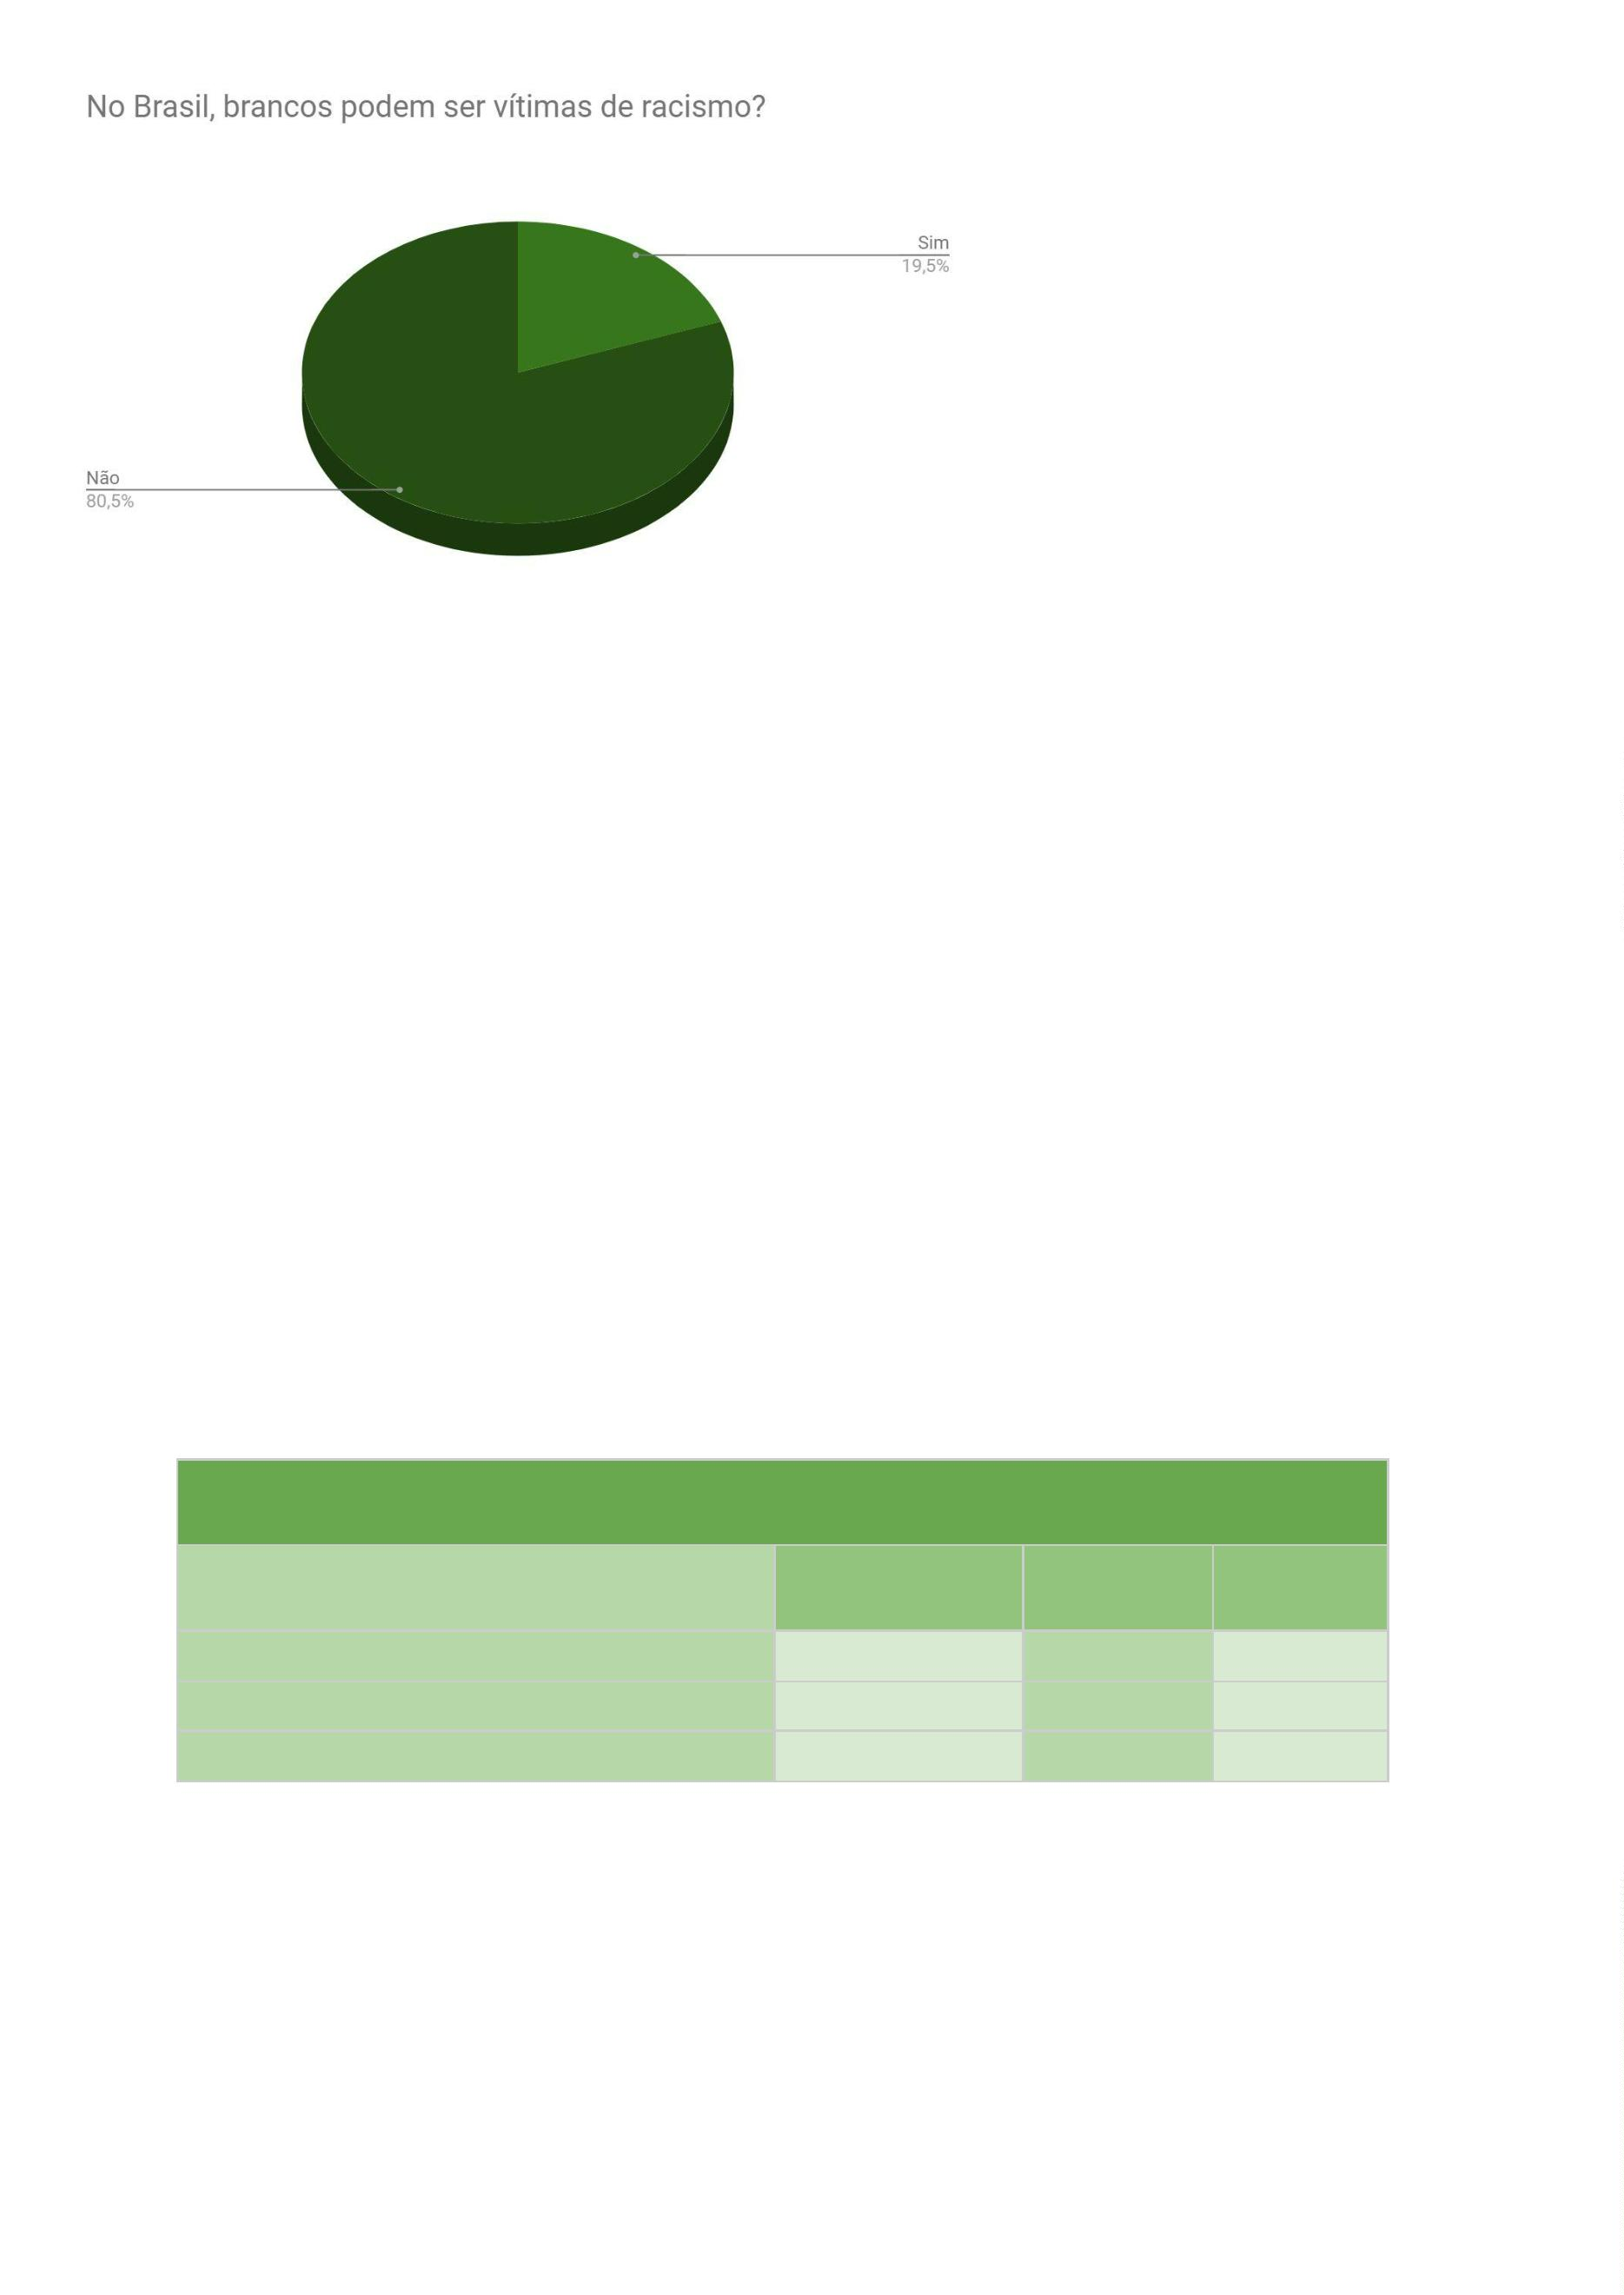 No Brasil, brancos podem ser vítimas de racismo?
Sim
19,5%
Não
80,5%